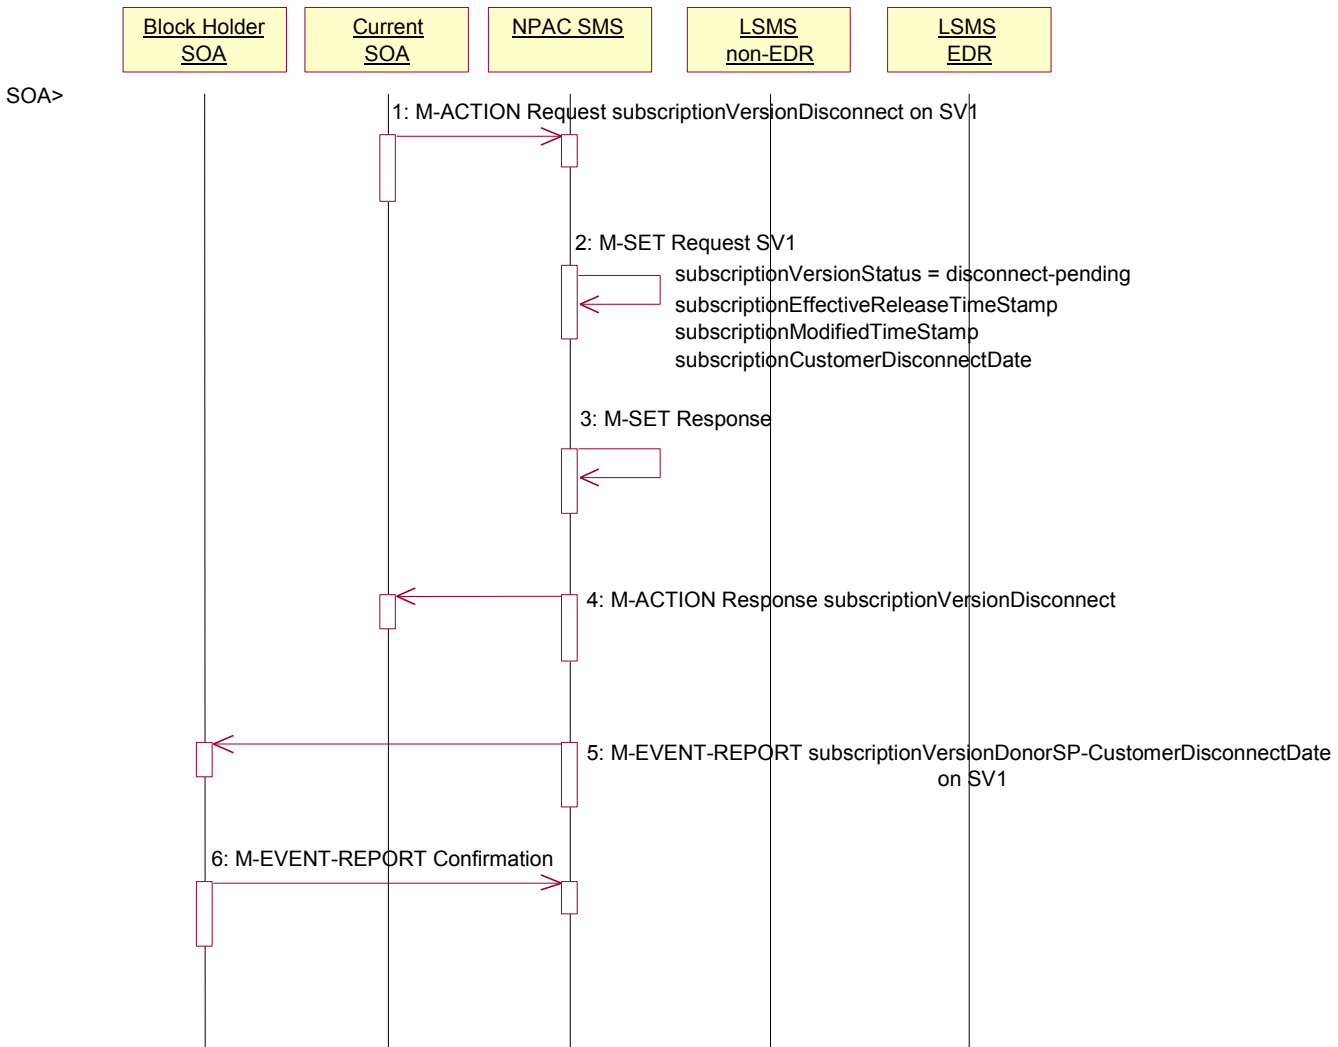 Block Holder
SOA
Current
SOA
NPAC SMS
LSMS
non-EDR
LSMS
EDR
SOA>
1: M-ACTION Request subscriptionVersionDisconnect on SV1
2: M-SET Request SV1
subscriptionVersionStatus = disconnect-pending
subscriptionEffectiveReleaseTimeStamp
subscriptionModifiedTimeStamp
subscriptionCustomerDisconnectDate
3: M-SET Response
4: M-ACTION Response subscriptionVersionDisconnect
5: M-EVENT-REPORT subscriptionVersionDonorSP-CustomerDisconnectDate
on SV1
6: M-EVENT-REPORT Confirmation